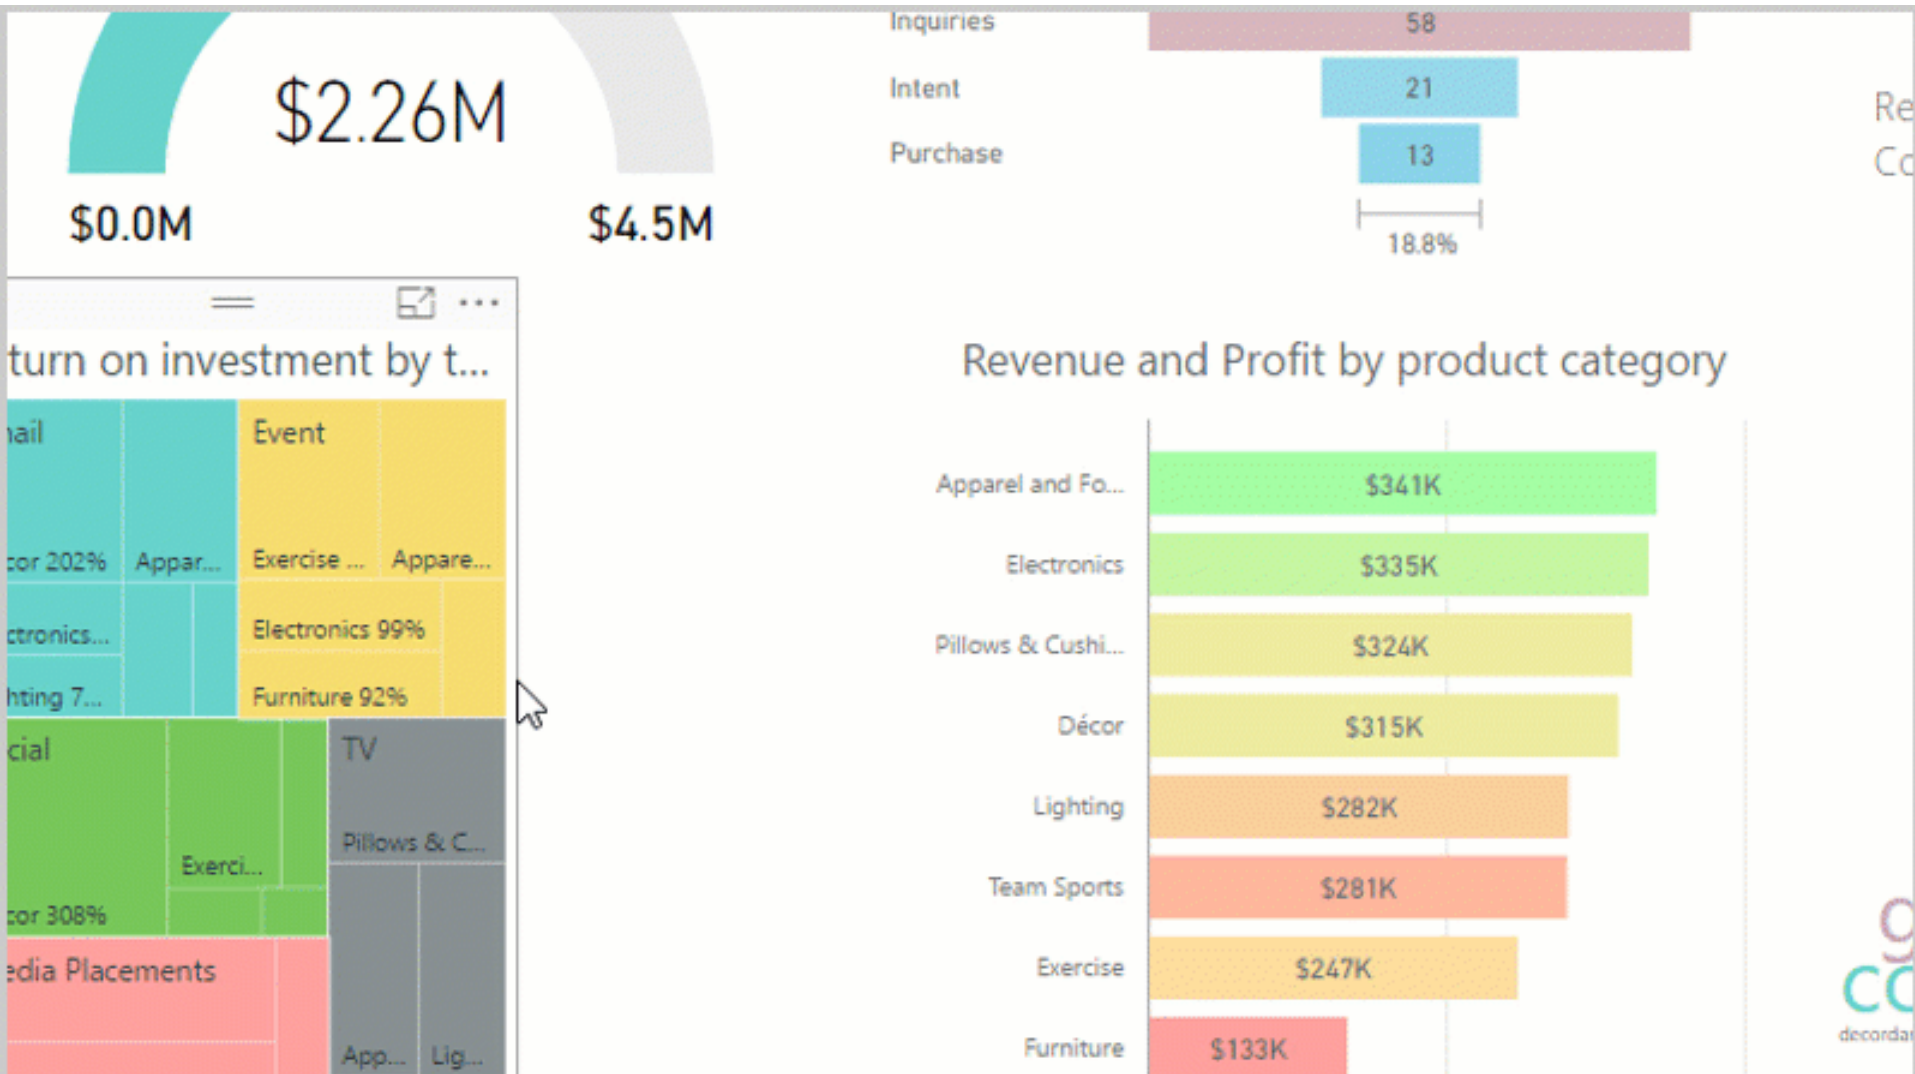 $2.26M
$0.0M
$4.5M
Inquiries 58
Intent 21
Purchase 13
18.8%
Re
Co
turn on investment by t...
ail
Event
cor 202%
Appar...
Exercise ...
Appare...
ctronics...
Electronics 99%
hting 7...
Furniture 92%
cial
TV
Exerci...
Pillows & C...
cor 308%
edia Placements
App...
Lig...
Revenue and Profit by product category
Apparel and Fo... $341K
Electronics $335K
Pillows & Cushi... $324K
Décor $315K
Lighting $282K
Team Sports $281K
Exercise $247K
Furniture $133K
co
decorda